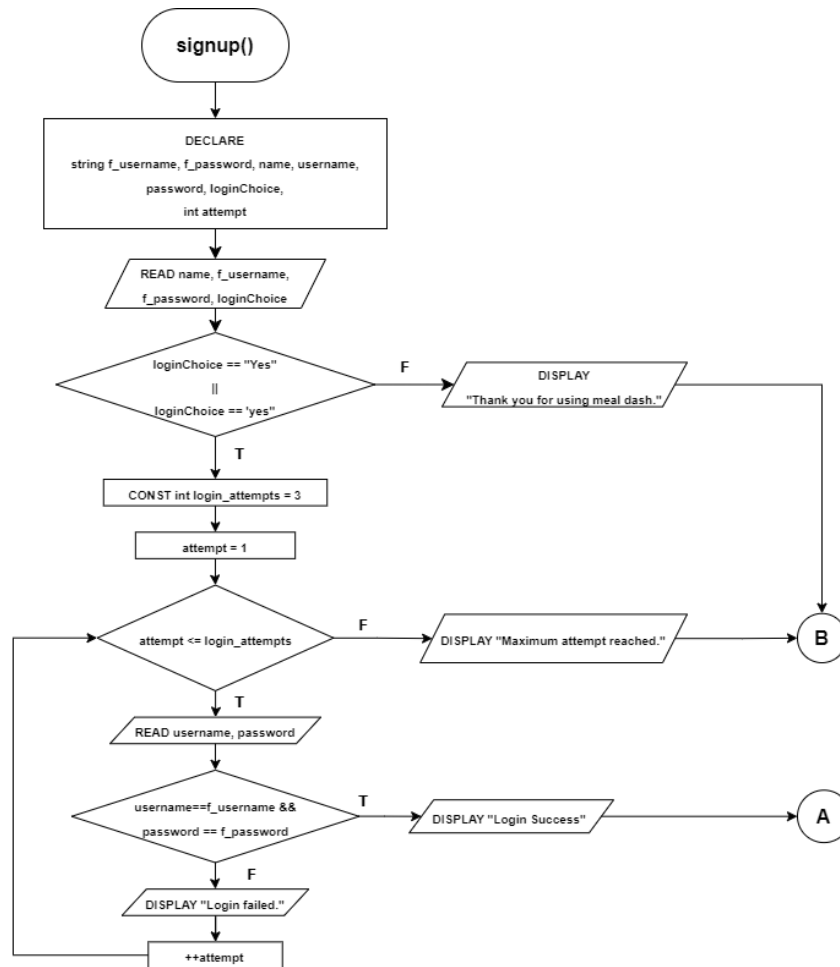 signup()
DECLARE
string f_username, f_password, name, username,
password, loginChoice,
int attempt
READ name, f_username,
f_password, loginChoice
loginChoice == "Yes"
||
loginChoice == 'yes"
F
DISPLAY
"Thank you for using meal dash."
T
CONST int login_attempts = 3
attempt = 1
attempt <= login_attempts
F
DISPLAY "Maximum attempt reached."
B
T
READ username, password
username==f_username &&
password == f_password
T
DISPLAY "Login Success"
A
F
DISPLAY "Login failed."
++attempt